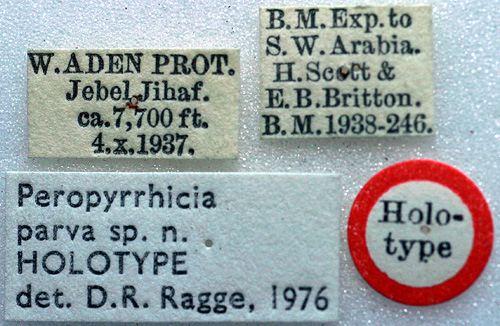 W. ADEN PROT.
Jebel Jihaf.
ca. 7,700 ft.
4.x.1937.
B.M. Exp. to
S.W. Arabia.
H. Scott &
E. B. Britton.
B.M. 1938-246.
Peropyrrhicia
parva sp. n.
HOLOTYPE
det. D.R. Ragge, 1976
Holo-
type